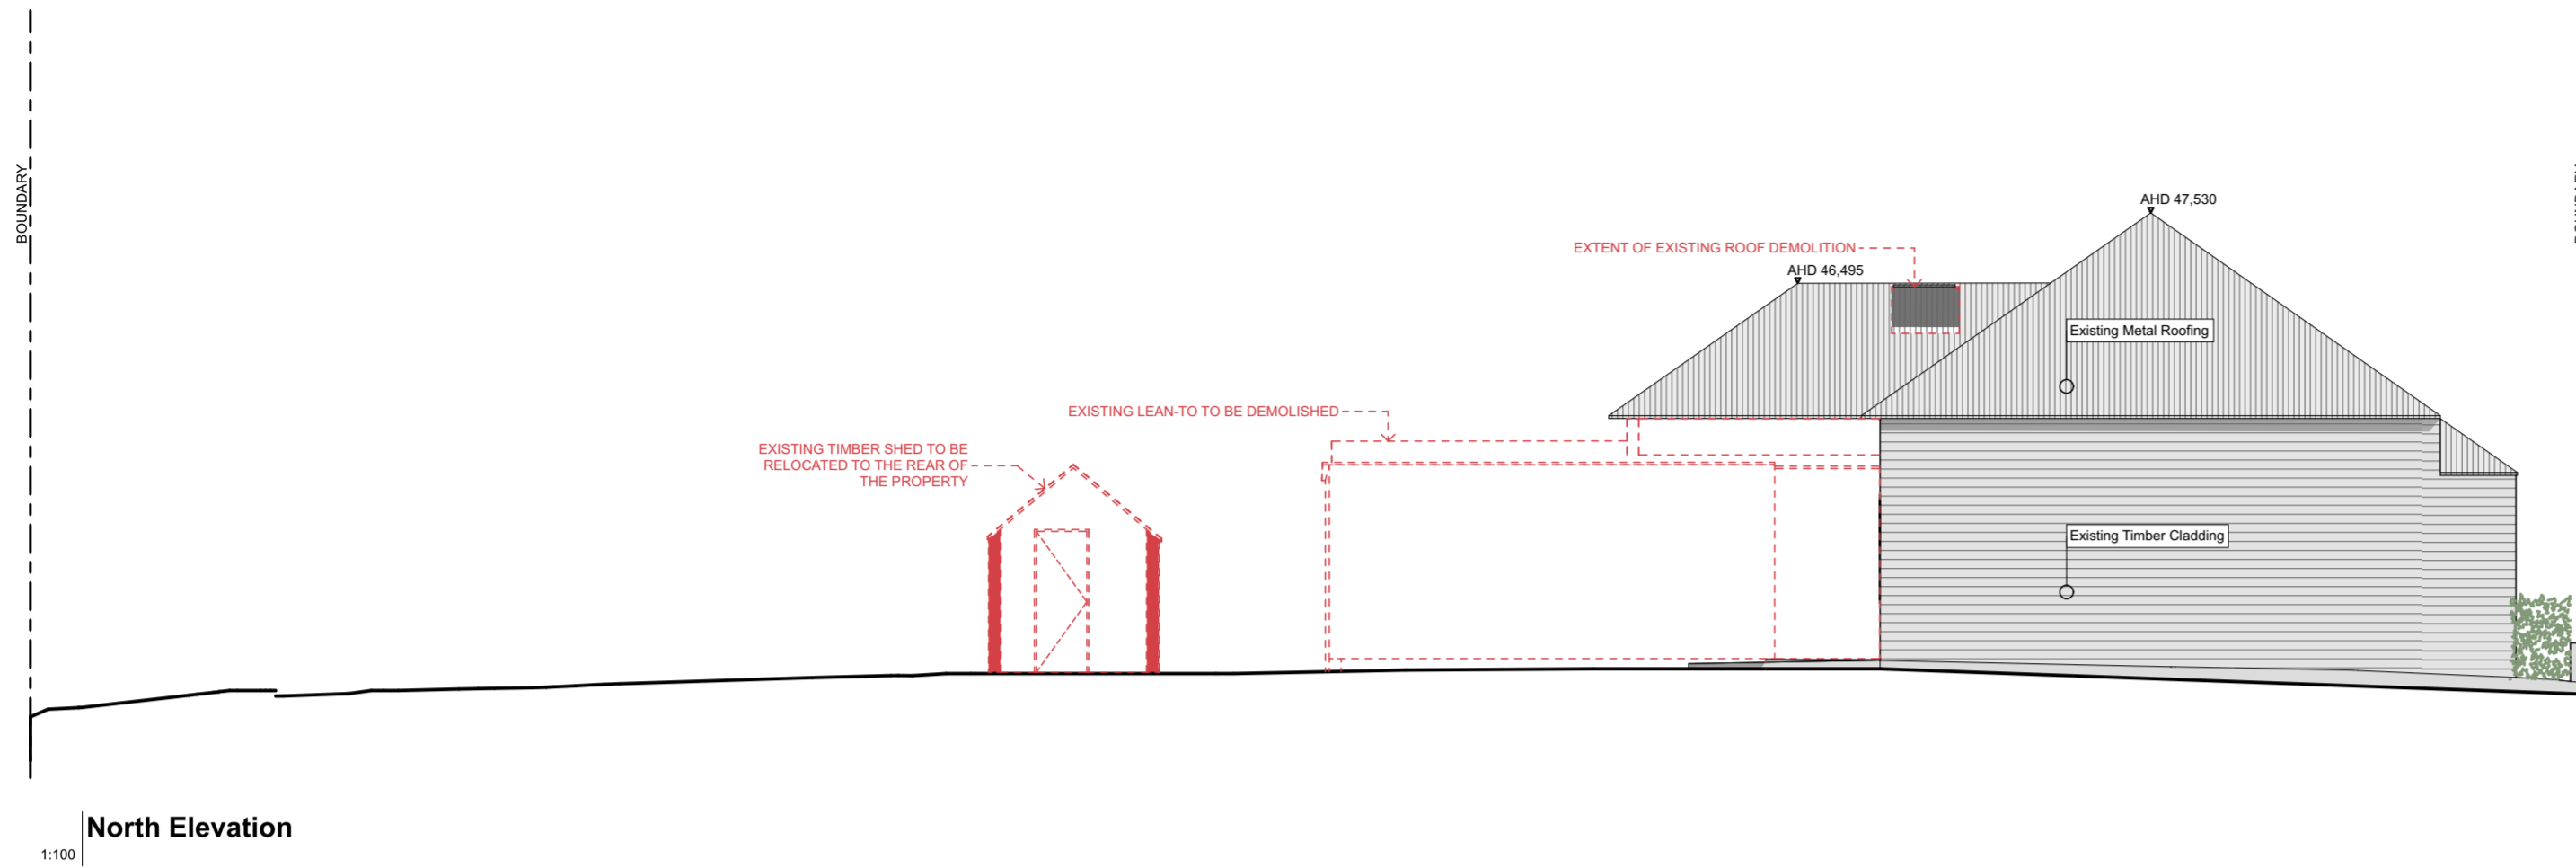 BOUNDARY
AHD 47,530
EXTENT OF EXISTING ROOF DEMOLITION
AHD 46,495
Existing Metal Roofing
EXISTING LEAN-TO TO BE DEMOLISHED
EXISTING TIMBER SHED TO BE
RELOCATED TO THE REAR OF
THE PROPERTY
Existing Timber Cladding
North Elevation
1:100